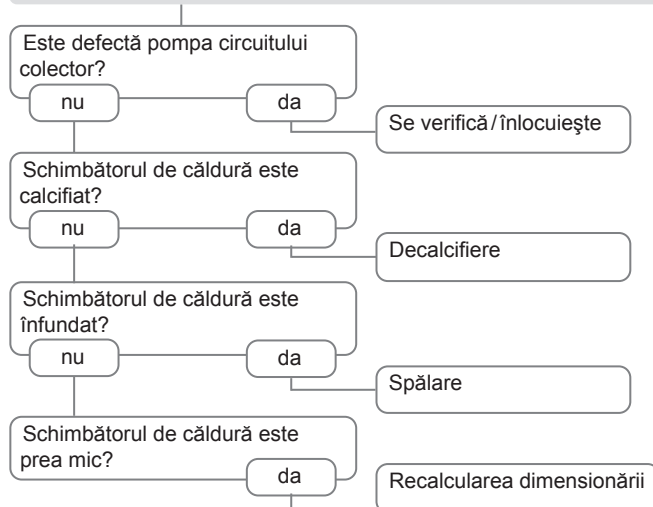 Este defectă pompa circuitului
colector?
nu
da
Se verifică/înlocuieşte
Schimbătorul de căldură este
calcifiat?
nu
da
Decalcifiere
Schimbătorul de căldură este
înfundat?
nu
da
Spălare
Schimbătorul de căldură este
prea mic?
da
Recalcularea dimensionării